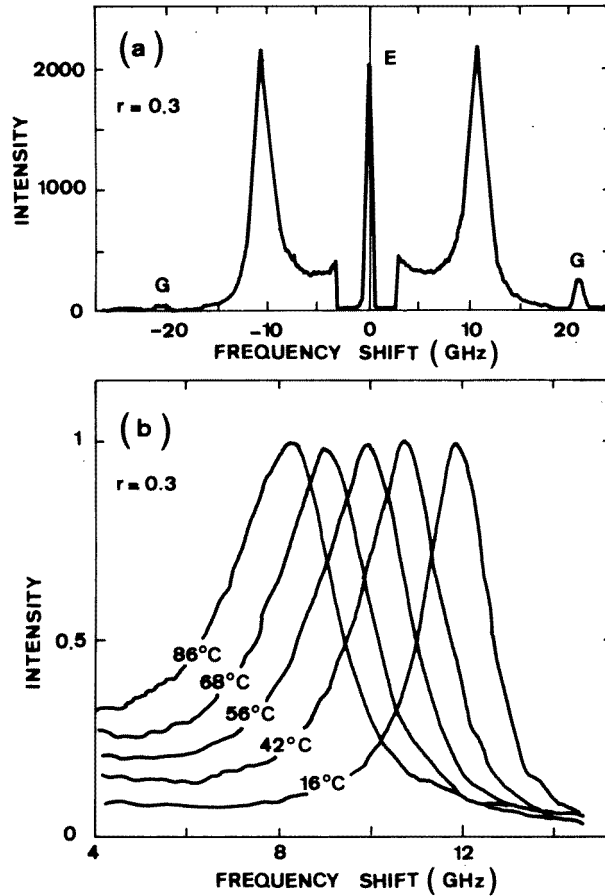 (a)
r = 0.3
E
G
G
INTENSITY
2000
1000
0
-20
-10
0
10
20
FREQUENCY SHIFT (GHz)
(b)
r = 0.3
INTENSITY
1
0,5
0
86°C
68°C
56°C
42°C
16°C
4
8
10
12
FREQUENCY SHIFT (GHz)